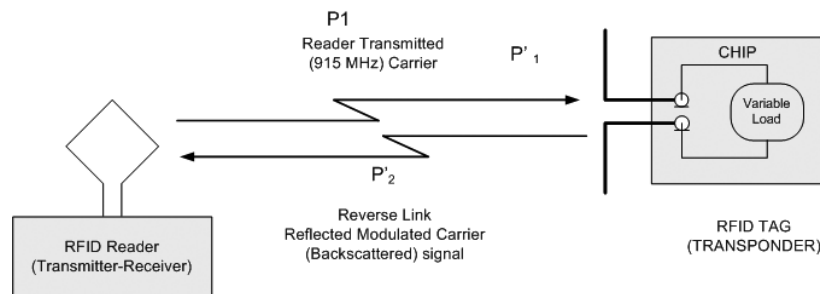 P1
Reader Transmitted
(915 MHz) Carrier
P'1
CHIP
Variable
Load
P'2
Reverse Link
Reflected Modulated Carrier
(Backscattered) signal
RFID Reader
(Transmitter-Receiver)
RFID TAG
(TRANSPONDER)